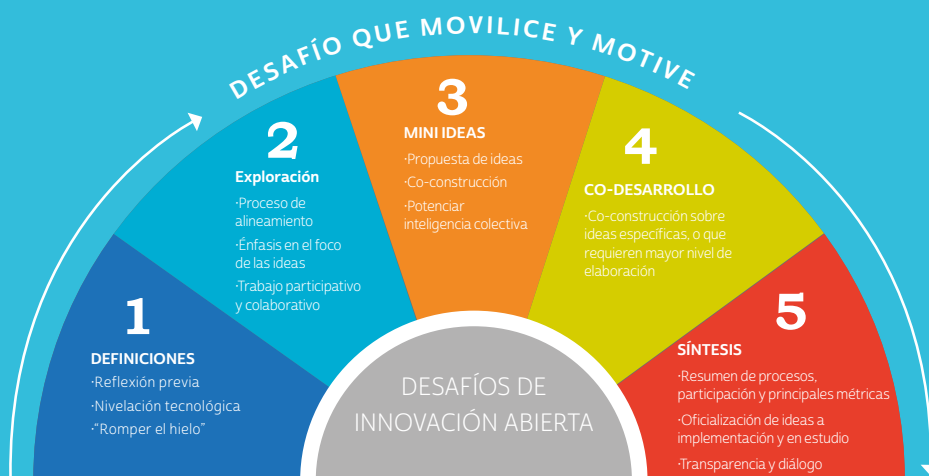 DESAFÍO QUE MOVILICE Y MOTIVE
1
DEFINICIONES
·Reflexión previa
·Nivelación tecnológica
·“Romper el hielo”
2
Exploración
·Proceso de
alineamiento
·Énfasis en el foco
de las ideas
·Trabajo participativo
y colaborativo
3
MINI IDEAS
·Propuesta de ideas
·Co-construcción
·Potenciar
inteligencia colectiva
4
CO-DESARROLLO
·Co-construcción sobre
ideas específicas, o que
requieren mayor nivel de
elaboración
5
SÍNTESIS
·Resumen de procesos,
participación y principales métricas
·Oficialización de ideas a
implementación y en estudio
·Transparencia y diálogo
DESAFÍOS DE
INNOVACIÓN ABIERTA